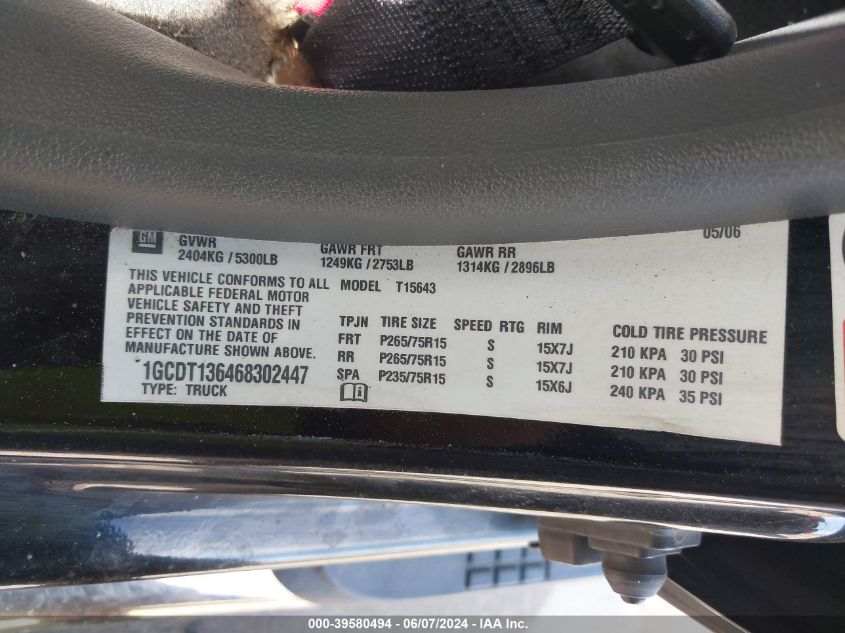 05/06
GM
GVWR GAWR FRT GAWR RR
2404KG / 5300LB 1249KG / 2753LB 1314KG / 2896LB
THIS VEHICLE CONFORMS TO ALL
APPLICABLE FEDERAL MOTOR
VEHICLE SAFETY AND THEFT
PREVENTION STANDARDS IN
EFFECT ON THE DATE OF
MANUFACTURE SHOWN ABOVE.
1GCDT136468302447
TYPE: TRUCK
MODEL T15643
TPJN TIRE SIZE SPEED RTG RIM COLD TIRE PRESSURE
FRT P265/75R15 S 15X7J 210 KPA 30 PSI
RR P265/75R15 S 15X7J 210 KPA 30 PSI
SPA P235/75R15 S 15X6J 240 KPA 35 PSI
000-39580494 - 06/07/2024 - IAA Inc.